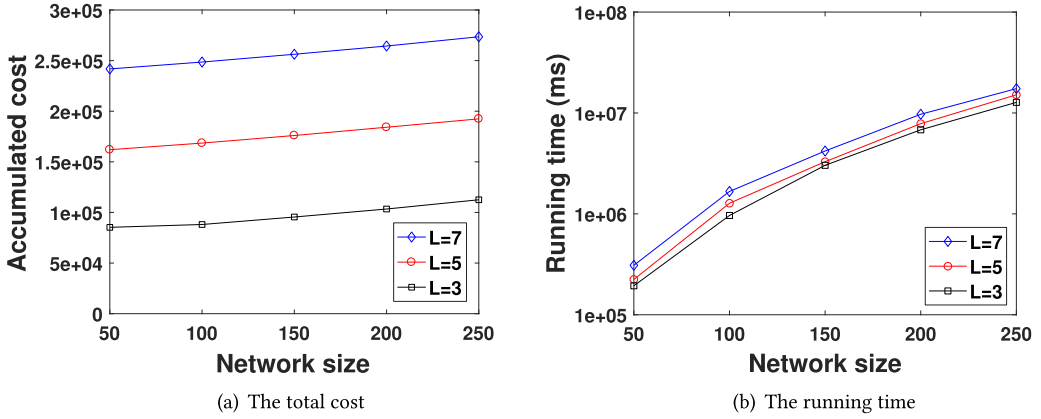 3e+05
2.5e+05
2e+05
1.5e+05
1e+05
5e+04
0
Accumulated cost
50 100 150 200 250
Network size
L=7
L=5
L=3
(a) The total cost
1e+08
1e+07
1e+06
1e+05
Running time (ms)
50 100 150 200 250
Network size
L=7
L=5
L=3
(b) The running time